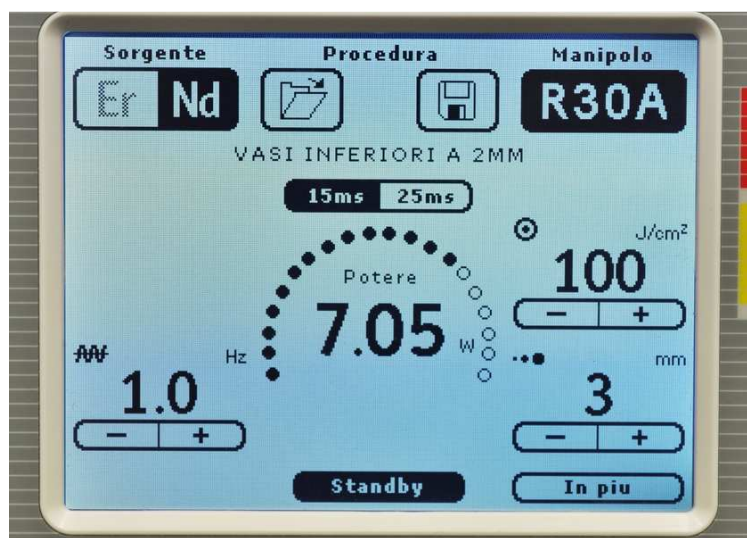 Sorgente Procedura Manipolo
Er Nd R30A
VASI INFERIORI A 2MM
15ms 25ms
J/cm²
100
− +
Potere
7.05 W
Hz
1.0
− +
mm
3
− +
Standby In piu